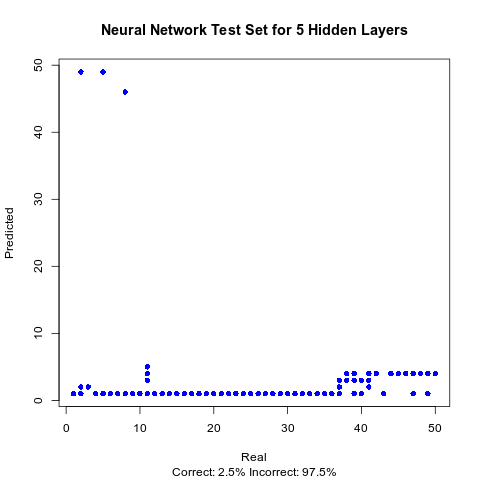 Neural Network Test Set for 5 Hidden Layers
Predicted
50
40
30
20
10
0
0 10 20 30 40 50
Real
Correct: 2.5% Incorrect: 97.5%